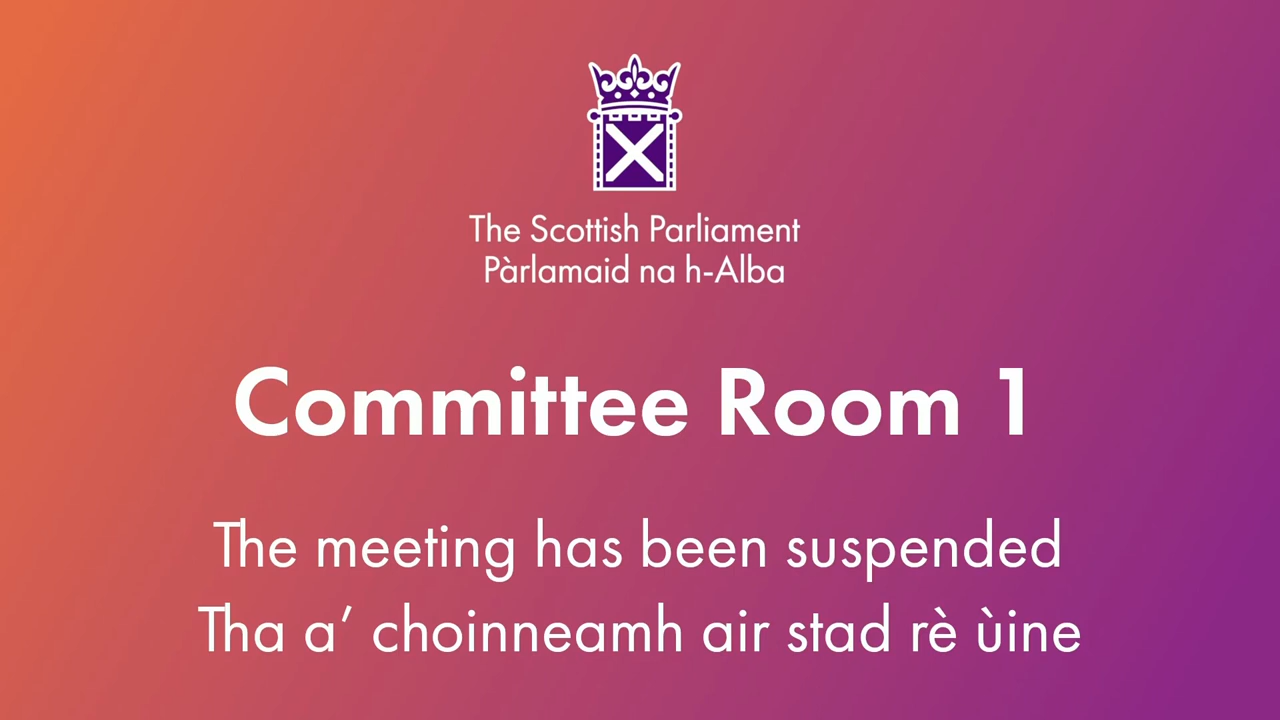 The Scottish Parliament
Pàrlamaid na h-Alba
Committee Room 1
The meeting has been suspended
Tha a’ choinneamh air stad rè ùine